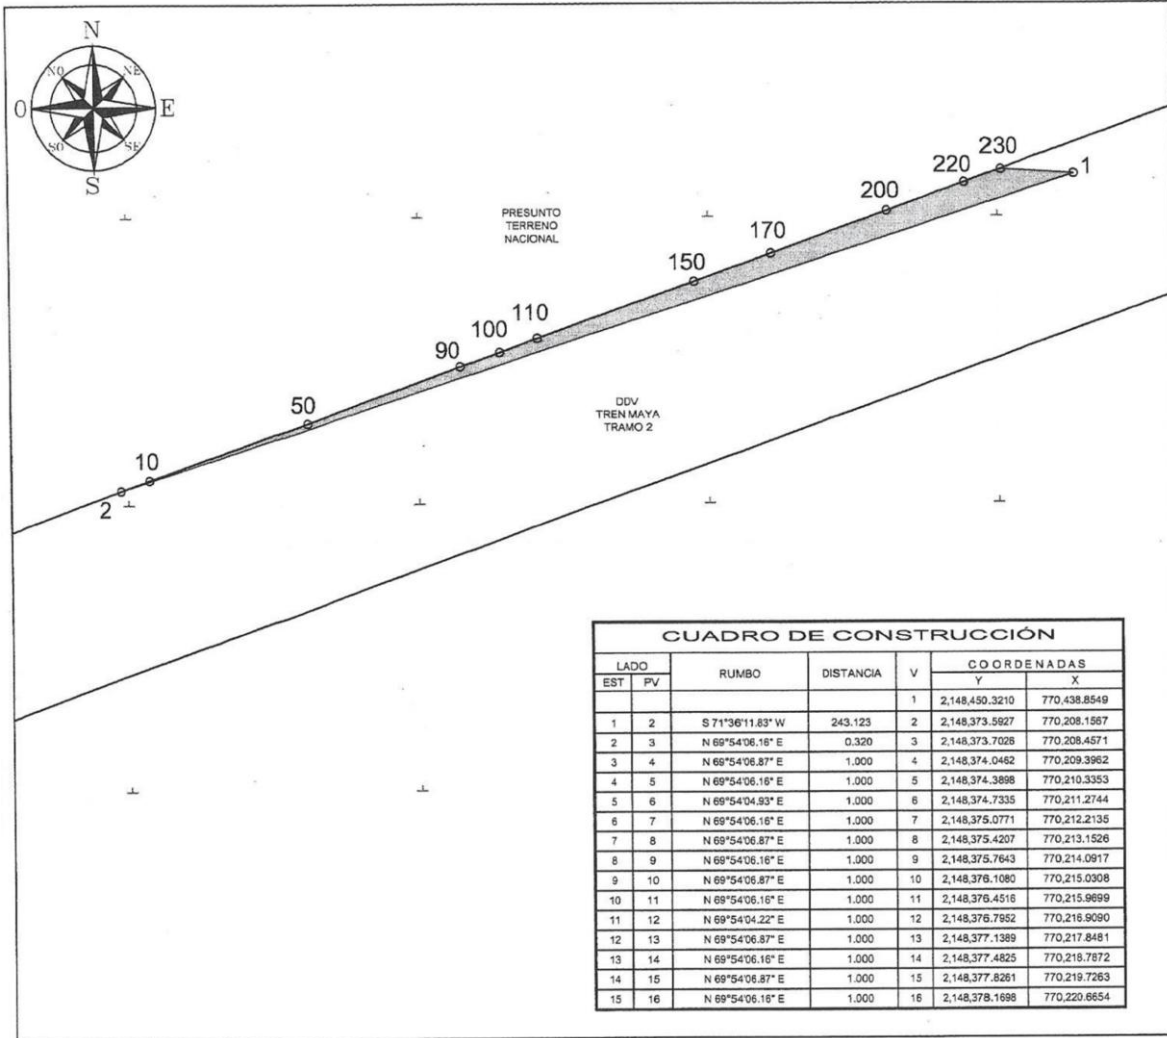 N
NO NE
O E
SO SE
S
230
1
220
200
PRESUNTO
TERRENO
NACIONAL
170
150
110
100
90
50
DDV
TREN MAYA
TRAMO 2
10
2
CUADRO DE CONSTRUCCIÓN
LADO RUMBO DISTANCIA V COORDENADAS
EST PV Y X
1 2,148,450.3210 770,438.8549
1 2 S 71°36'11.83" W 243.123 2 2,148,373.5927 770,208.1567
2 3 N 69°54'06.16" E 0.320 3 2,148,373.7026 770,208.4571
3 4 N 69°54'06.87" E 1.000 4 2,148,374.0462 770,209.3962
4 5 N 69°54'06.16" E 1.000 5 2,148,374.3898 770,210.3353
5 6 N 69°54'04.93" E 1.000 6 2,148,374.7335 770,211.2744
6 7 N 69°54'06.16" E 1.000 7 2,148,375.0771 770,212.2135
7 8 N 69°54'06.87" E 1.000 8 2,148,375.4207 770,213.1526
8 9 N 69°54'06.16" E 1.000 9 2,148,375.7643 770,214.0917
9 10 N 69°54'06.87" E 1.000 10 2,148,376.1080 770,215.0308
10 11 N 69°54'06.16" E 1.000 11 2,148,376.4516 770,215.9699
11 12 N 69°54'04.22" E 1.000 12 2,148,376.7952 770,216.9090
12 13 N 69°54'06.87" E 1.000 13 2,148,377.1389 770,217.8481
13 14 N 69°54'06.16" E 1.000 14 2,148,377.4825 770,218.7872
14 15 N 69°54'06.87" E 1.000 15 2,148,377.8261 770,219.7263
15 16 N 69°54'06.16" E 1.000 16 2,148,378.1698 770,220.6654